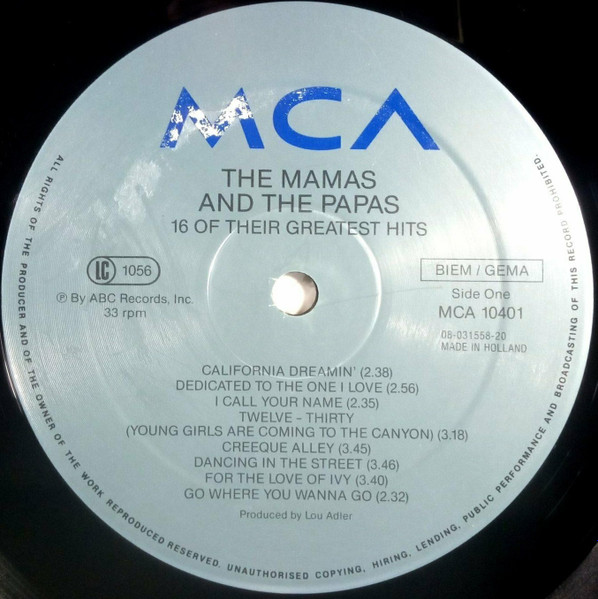 MCA
THE MAMAS
AND THE PAPAS
16 OF THEIR GREATEST HITS
LC 1056
℗ By ABC Records, Inc.
33 rpm
BIEM / GEMA
Side One
MCA 10401
08-031558-20
MADE IN HOLLAND
CALIFORNIA DREAMIN' (2.38)
DEDICATED TO THE ONE I LOVE (2.56)
I CALL YOUR NAME (2.35)
TWELVE – THIRTY
(YOUNG GIRLS ARE COMING TO THE CANYON) (3.18)
CREEQUE ALLEY (3.45)
DANCING IN THE STREET (3.46)
FOR THE LOVE OF IVY (3.40)
GO WHERE YOU WANNA GO (2.32)
Produced by Lou Adler
ALL RIGHTS OF THE PRODUCER AND OF THE OWNER OF THE WORK REPRODUCED RESERVED. UNAUTHORISED COPYING, HIRING, LENDING, PUBLIC PERFORMANCE AND BROADCASTING OF THIS RECORD PROHIBITED.